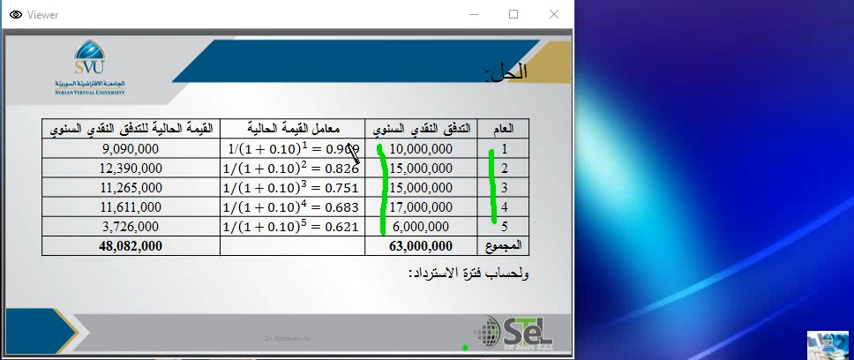 Viewer
SVU
الجامعة الافتراضية السورية
SYRIAN VIRTUAL UNIVERSITY
الحل:
العام التدفق النقدي السنوي معامل القيمة الحالية القيمة الحالية للتدفق النقدي السنوي
1 10,000,000 1/(1 + 0.10)^1 = 0.909 9,090,000
2 15,000,000 1/(1 + 0.10)^2 = 0.826 12,390,000
3 15,000,000 1/(1 + 0.10)^3 = 0.751 11,265,000
4 17,000,000 1/(1 + 0.10)^4 = 0.683 11,611,000
5 6,000,000 1/(1 + 0.10)^5 = 0.621 3,726,000
المجموع 63,000,000 48,082,000
ولحساب فترة الاسترداد: